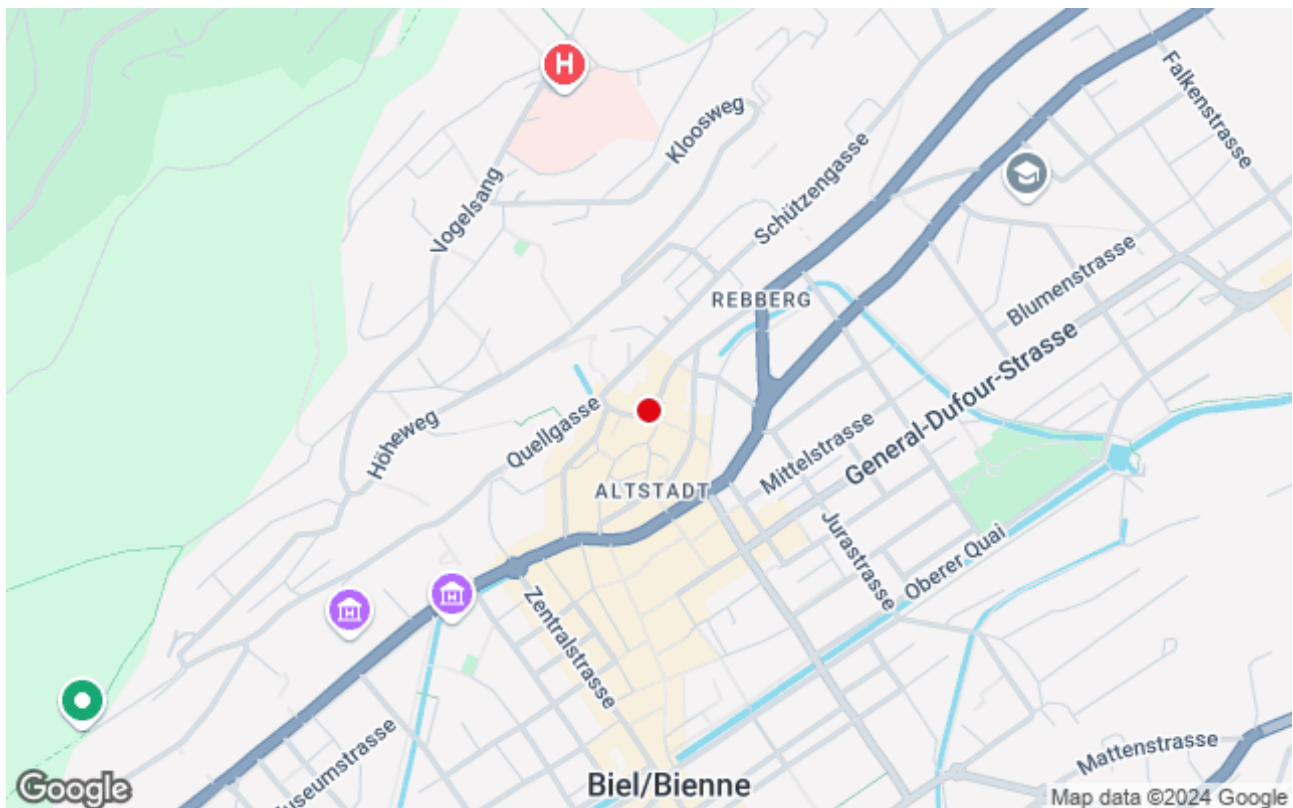 H
Falkenstrasse
Kloosweg
Schützengasse
Vogelsang
REBBERG
Blumenstrasse
General-Dufour-Strasse
Höheweg
Quellgasse
Mittelstrasse
ALTSTADT
Jurastrasse
Oberer Quai
Zentralstrasse
Museumstrasse
Mattenstrasse
Biel/Bienne
Google
Map data ©2024 Google